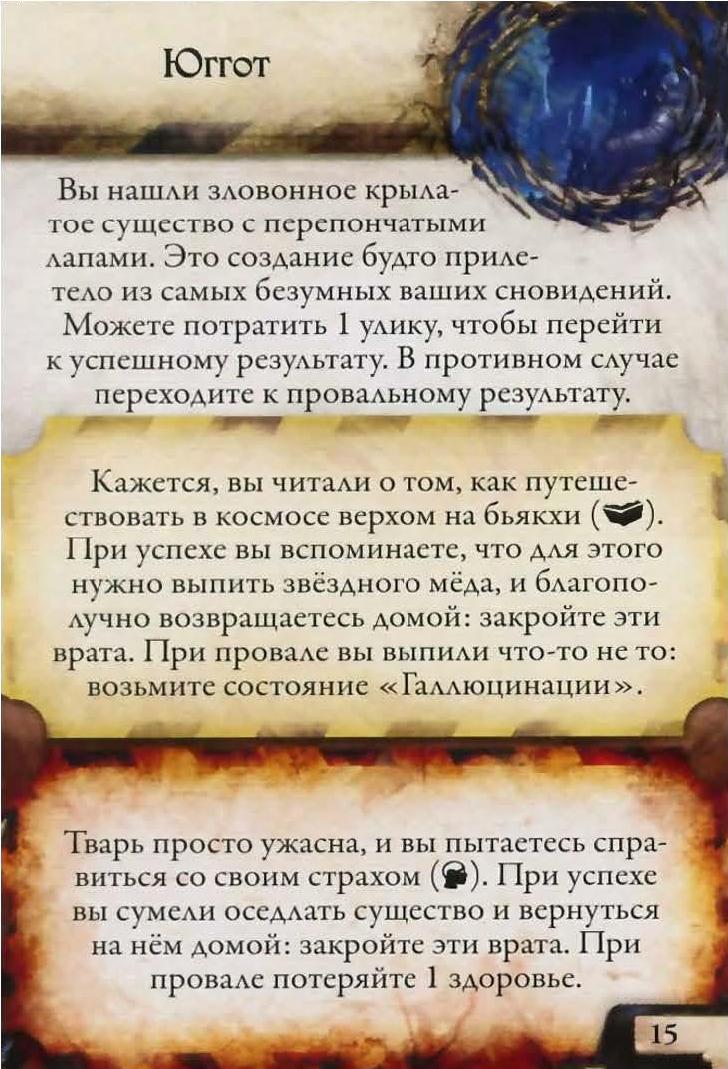 Юггот
Вы нашли зловонное крыла-
тое существо с перепончатыми
лапами. Это создание будто приле-
тело из самых безумных ваших сновидений.
Можете потратить 1 улику, чтобы перейти
к успешному результату. В противном случае
переходите к провальному результату.
Кажется, вы читали о том, как путеше-
ствовать в космосе верхом на бьякхи ( ).
При успехе вы вспоминаете, что для этого
нужно выпить звёздного мёда, и благопо-
лучно возвращаетесь домой: закройте эти
врата. При провале вы выпили что-то не то:
возьмите состояние «Галлюцинации».
Тварь просто ужасна, и вы пытаетесь спра-
виться со своим страхом ( ). При успехе
вы сумели оседлать существо и вернуться
на нём домой: закройте эти врата. При
провале потеряйте 1 здоровье.
15